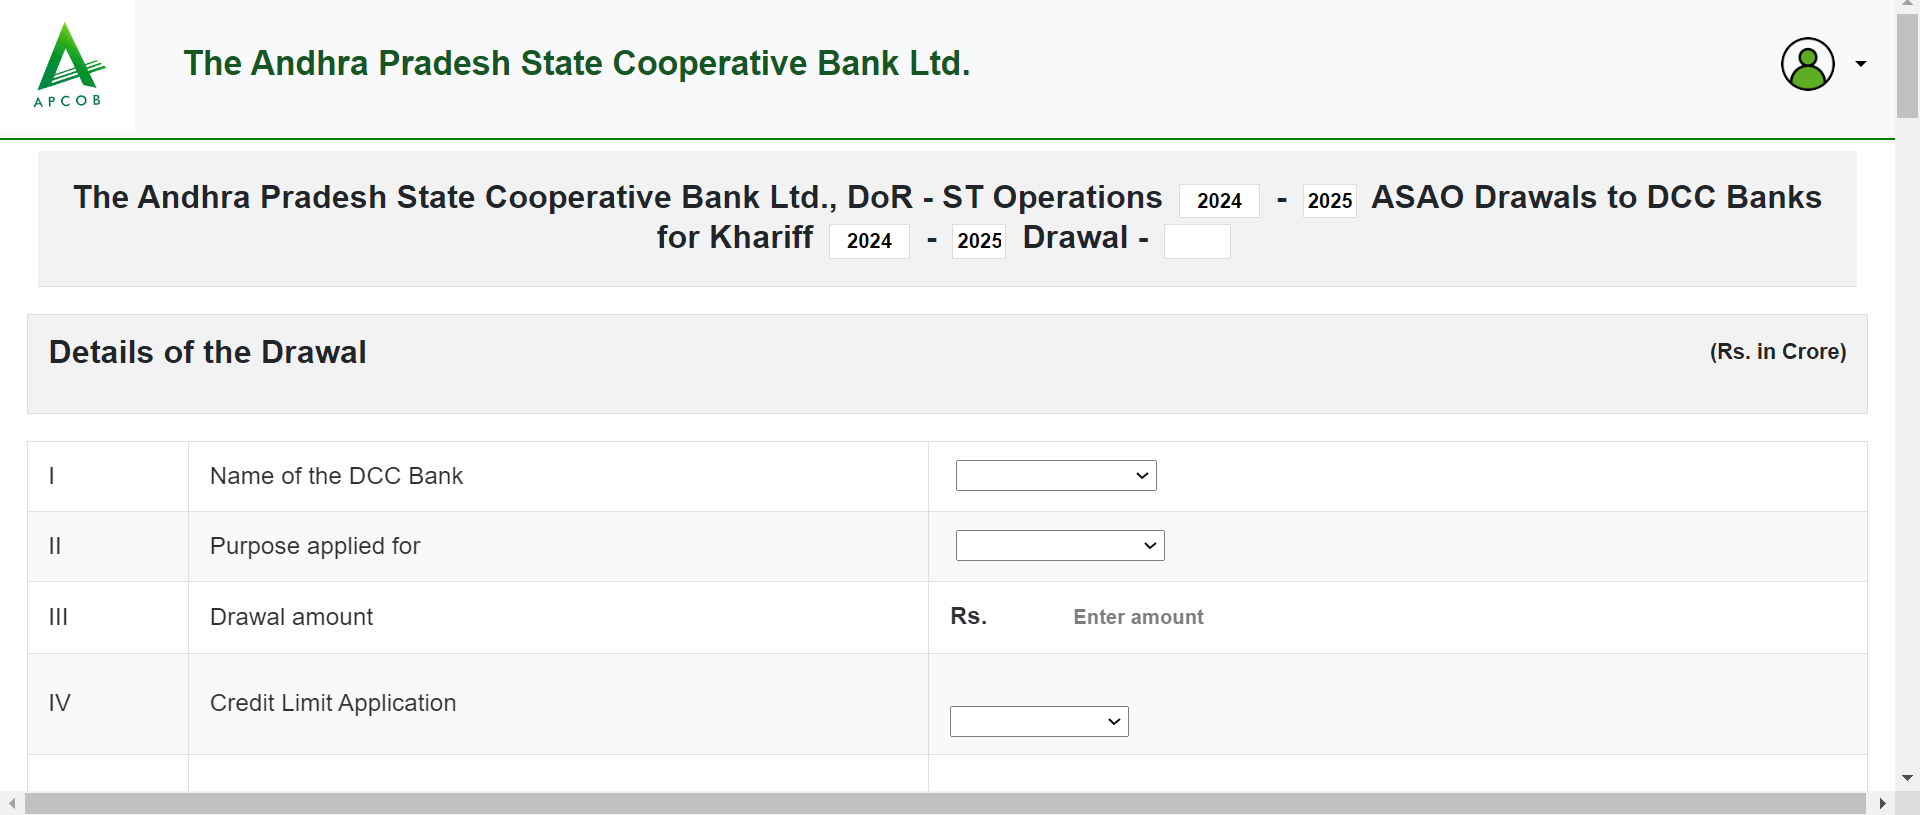 APCOB
The Andhra Pradesh State Cooperative Bank Ltd.
The Andhra Pradesh State Cooperative Bank Ltd., DoR - ST Operations 2024 - 2025 ASAO Drawals to DCC Banks
for Khariff 2024 - 2025 Drawal -
Details of the Drawal (Rs. in Crore)
I Name of the DCC Bank
II Purpose applied for
III Drawal amount Rs. Enter amount
IV Credit Limit Application